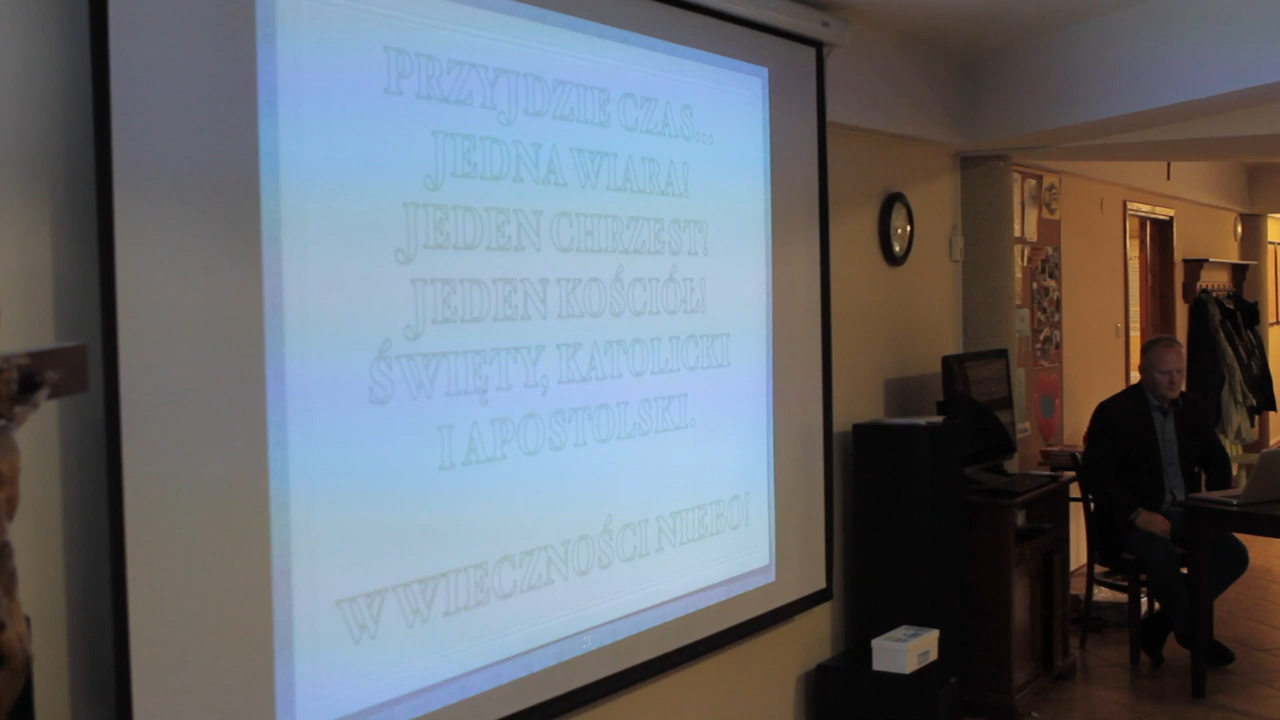 PRZYJDZIE CZAS...
JEDNA WIARA!
JEDEN CHRZEST!
JEDEN KOŚCIÓŁ!
ŚWIĘTY, KATOLICKI
I APOSTOLSKI.
W WIECZNOŚCI NIEBO!